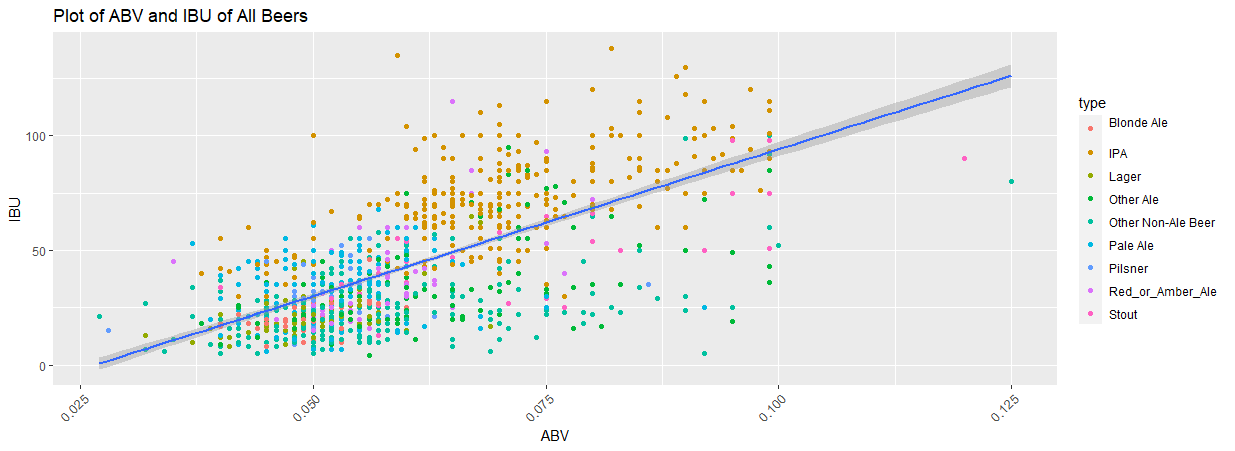 Plot of ABV and IBU of All Beers
IBU
100
50
0
0.025
0.050
0.075
0.100
0.125
ABV
type
Blonde Ale
IPA
Lager
Other Ale
Other Non-Ale Beer
Pale Ale
Pilsner
Red_or_Amber_Ale
Stout